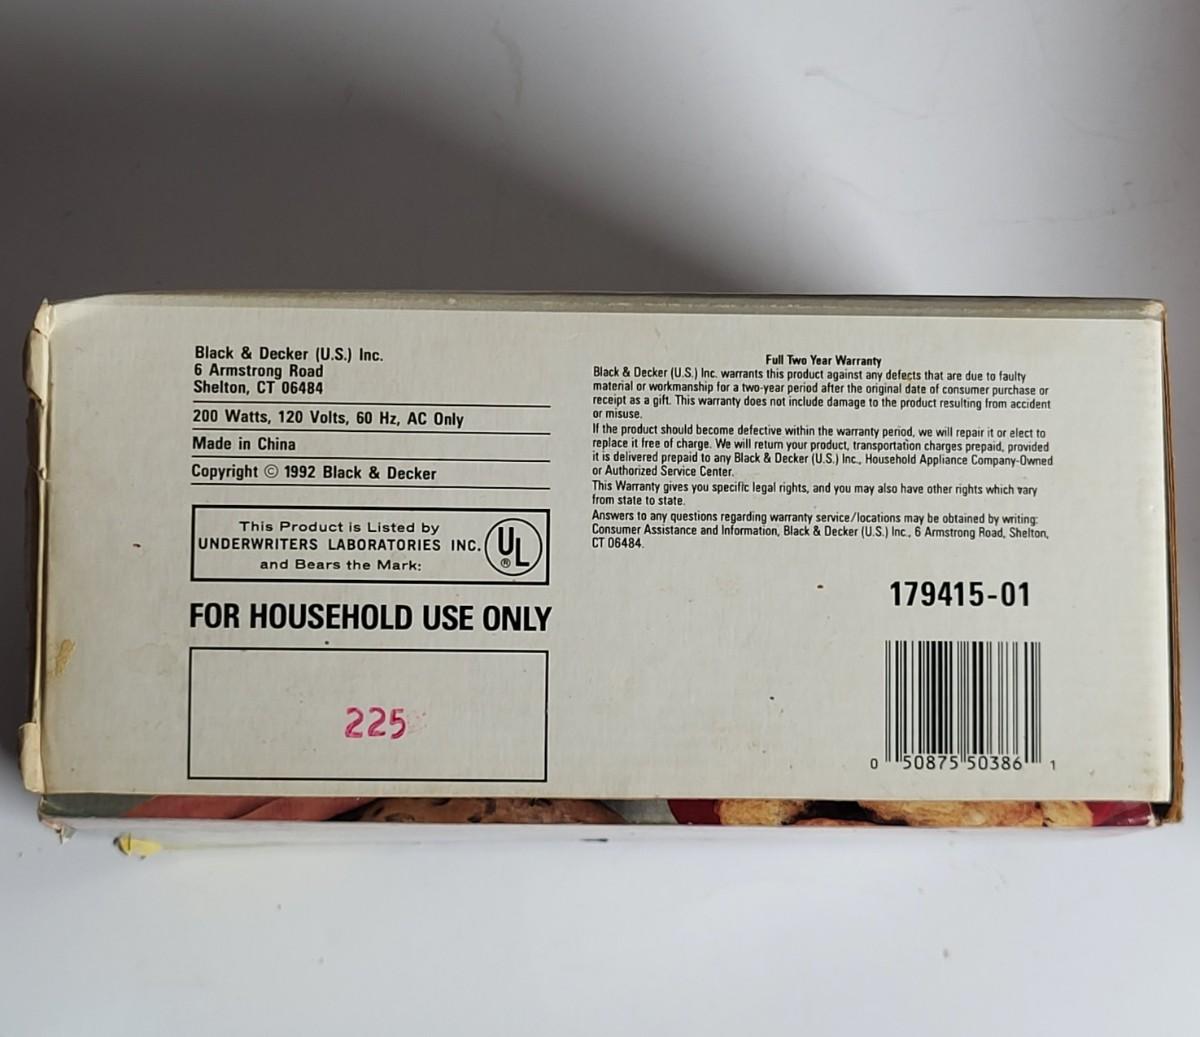 Black & Decker (U.S.) Inc.
6 Armstrong Road
Shelton, CT 06484
200 Watts, 120 Volts, 60 Hz, AC Only
Made in China
Copyright © 1992 Black & Decker
This Product is Listed by
UNDERWRITERS LABORATORIES INC.
and Bears the Mark:
UL
®
FOR HOUSEHOLD USE ONLY
225
Full Two Year Warranty
Black & Decker (U.S.) Inc. warrants this product against any defects that are due to faulty
material or workmanship for a two-year period after the original date of consumer purchase or
receipt as a gift. This warranty does not include damage to the product resulting from accident
or misuse.
If the product should become defective within the warranty period, we will repair it or elect to
replace it free of charge. We will return your product, transportation charges prepaid, provided
it is delivered prepaid to any Black & Decker (U.S.) Inc., Household Appliance Company-Owned
or Authorized Service Center.
This Warranty gives you specific legal rights, and you may also have other rights which vary
from state to state.
Answers to any questions regarding warranty service/locations may be obtained by writing:
Consumer Assistance and Information, Black & Decker (U.S.) Inc., 6 Armstrong Road, Shelton,
CT 06484.
179415-01
0 50875 50386 1